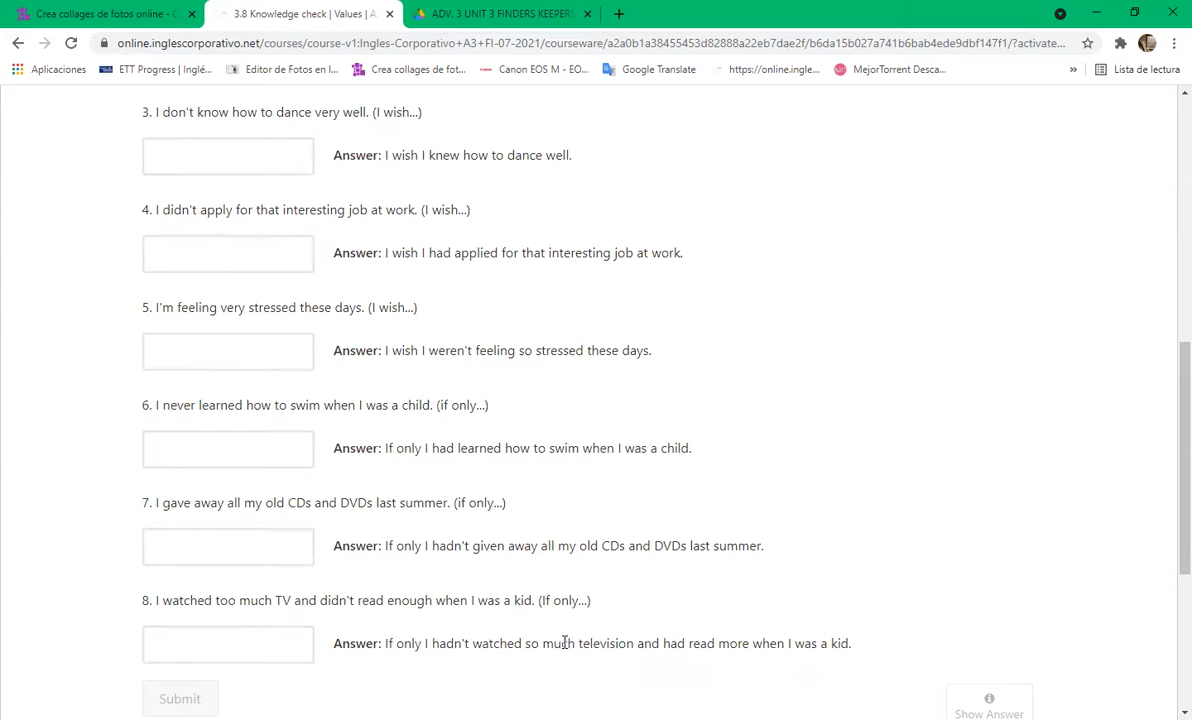 Crea collages de fotos online - C
3.8 Knowledge check | Values | A
ADV. 3 UNIT 3 FINDERS KEEPERS
online.inglescorporativo.net/courses/course-v1:Ingles-Corporativo+A3+FI-07-2021/courseware/a2a0b1a38455453d82888a22eb7dae2f/b6da15b027a741b6bab4ede9dbf147f1/?activate...
Aplicaciones
ETT Progress | Inglé...
Editor de Fotos en l...
Crea collages de fot...
Canon EOS M - EO...
Google Translate
https://online.ingle...
MejorTorrent Desca...
»
Lista de lectura
3. I don't know how to dance very well. (I wish...)
Answer: I wish I knew how to dance well.
4. I didn't apply for that interesting job at work. (I wish...)
Answer: I wish I had applied for that interesting job at work.
5. I'm feeling very stressed these days. (I wish...)
Answer: I wish I weren't feeling so stressed these days.
6. I never learned how to swim when I was a child. (if only...)
Answer: If only I had learned how to swim when I was a child.
7. I gave away all my old CDs and DVDs last summer. (if only...)
Answer: If only I hadn't given away all my old CDs and DVDs last summer.
8. I watched too much TV and didn't read enough when I was a kid. (If only...)
Answer: If only I hadn't watched so much television and had read more when I was a kid.
Submit
Show Answer